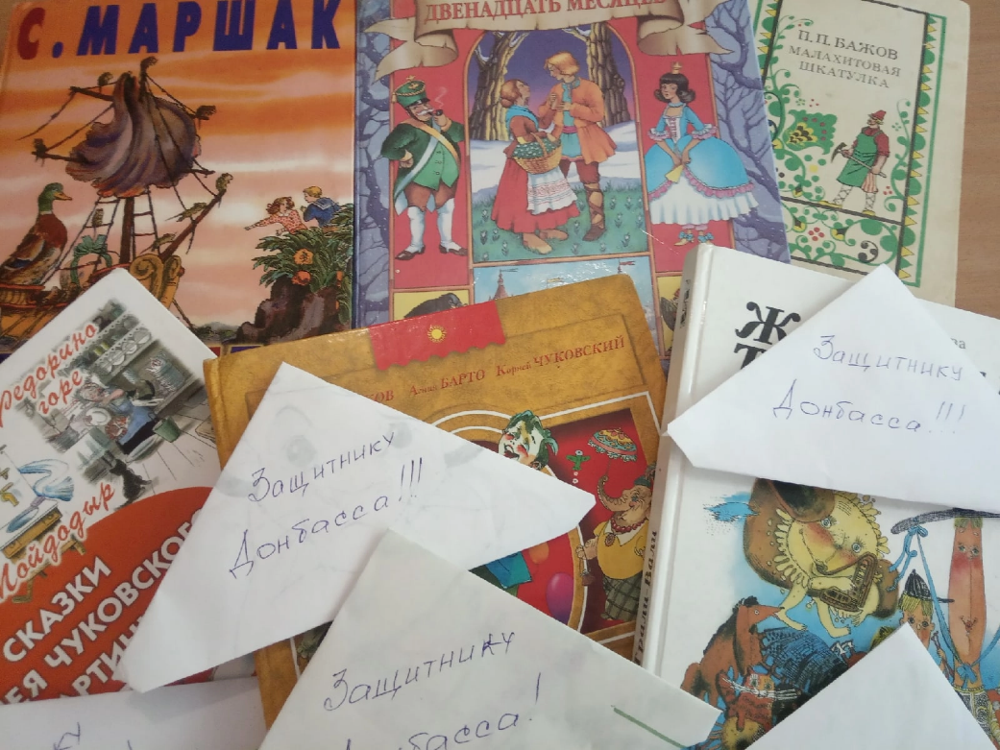 С. МАРШАК
ДВЕНАДЦАТЬ МЕСЯЦЕВ
П. П. БАЖОВ
МАЛАХИТОВАЯ
ШКАТУЛКА
Федорино
горе
Мойдодыр
СКАЗКИ
ЧУКОВСКОГО
Агния БАРТО Корней ЧУКОВСКИЙ
Защитнику
Донбасса!!!
Защитнику
Донбасса!!!
Защитнику
Донбасса!